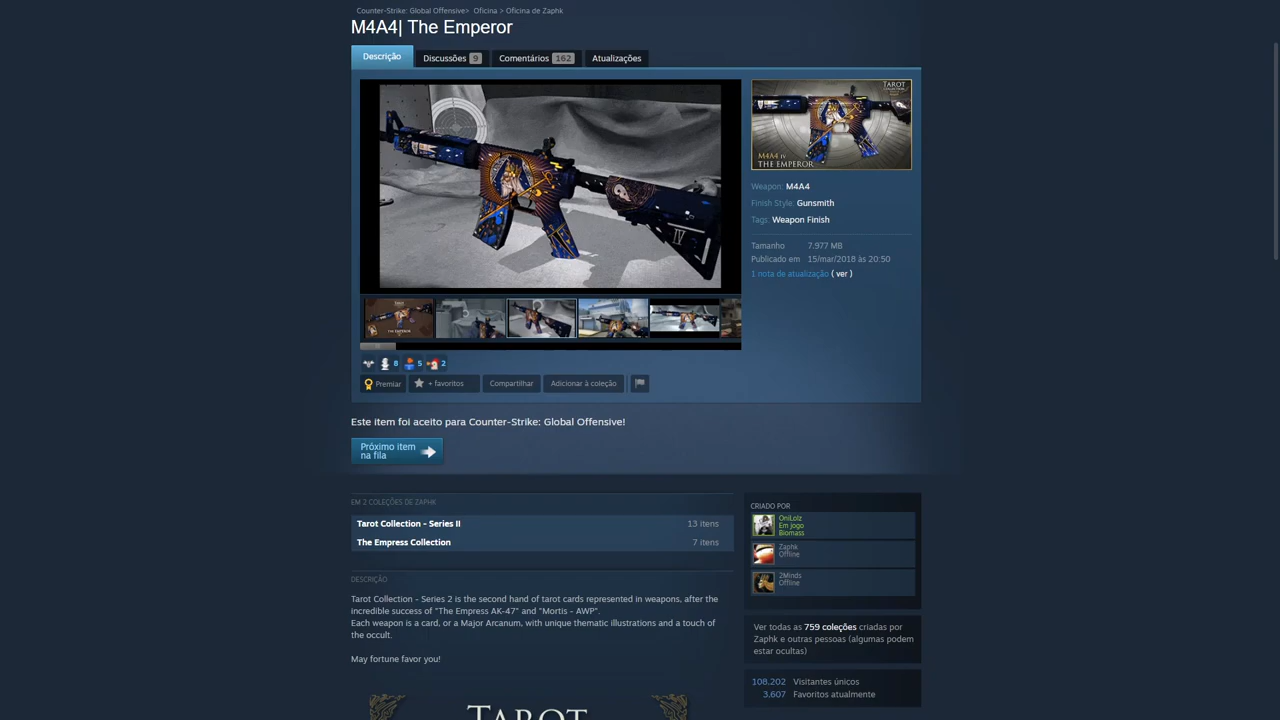 Counter-Strike: Global Offensive> Oficina > Oficina de Zaphk
M4A4| The Emperor
Descrição
Discussões 9
Comentários 162
Atualizações
TAROT
COLLECTION
M4A4 IV
THE EMPEROR
Weapon: M4A4
Finish Style: Gunsmith
Tags: Weapon Finish
Tamanho 7.977 MB
Publicado em 15/mar/2018 às 20:50
1 nota de atualização ( ver )
IV
TAROT
THE EMPEROR
8 5 2
Premiar
+ favoritos
Compartilhar
Adicionar à coleção
Este item foi aceito para Counter-Strike: Global Offensive!
Próximo item
na fila
EM 2 COLEÇÕES DE ZAPHK
Tarot Collection - Series II 13 itens
The Empress Collection 7 itens
DESCRIÇÃO
Tarot Collection - Series 2 is the second hand of tarot cards represented in weapons, after the
incredible success of "The Empress AK-47" and "Mortis - AWP".
Each weapon is a card, or a Major Arcanum, with unique thematic illustrations and a touch of
the occult.
May fortune favor you!
TAROT
CRIADO POR
OniLolz
Em jogo
Biomass
Zaphk
Offline
2Minds
Offline
Ver todas as 759 coleções criadas por
Zaphk e outras pessoas (algumas podem
estar ocultas)
108,202 Visitantes únicos
3,607 Favoritos atualmente